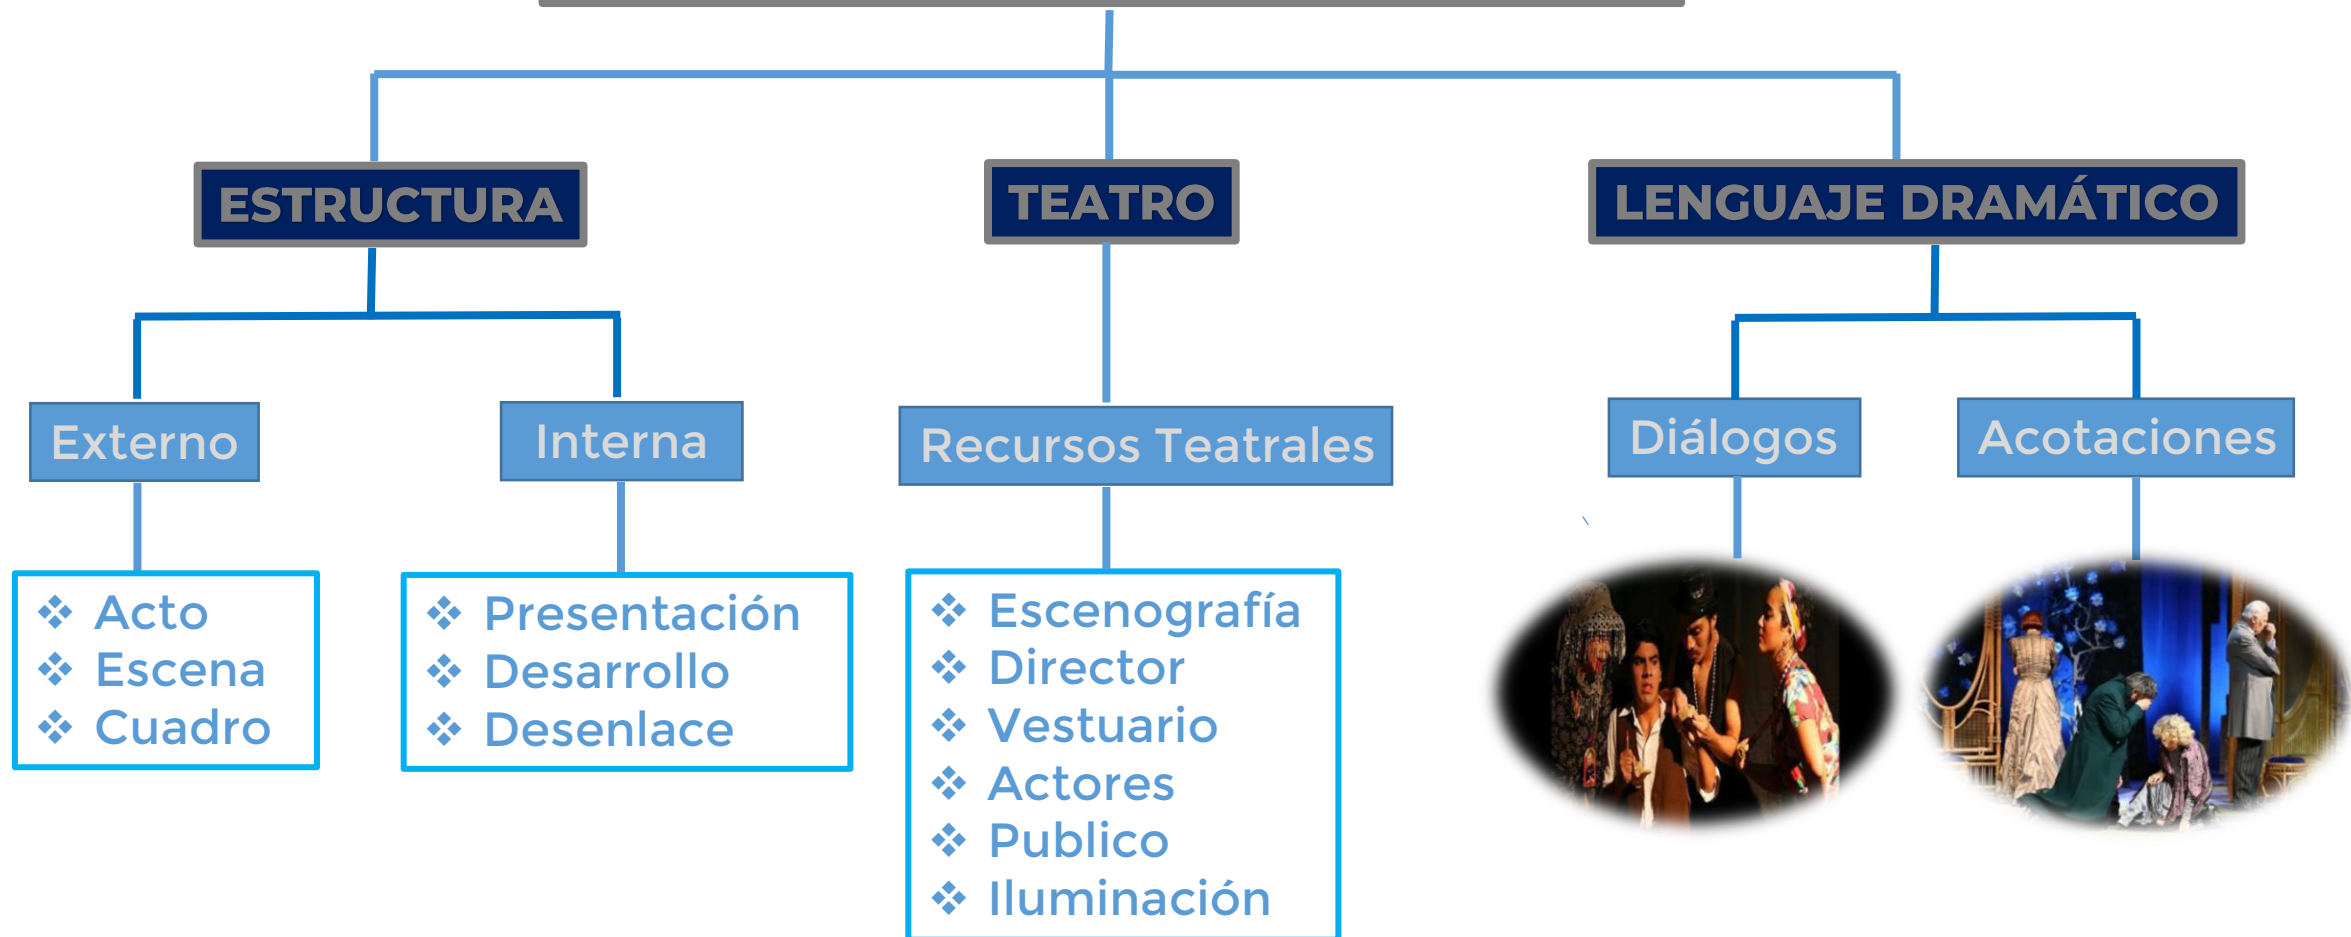 ESTRUCTURA
TEATRO
LENGUAJE DRAMÁTICO
Externo
Interna
Recursos Teatrales
Diálogos
Acotaciones
❖ Acto
❖ Escena
❖ Cuadro
❖ Presentación
❖ Desarrollo
❖ Desenlace
❖ Escenografía
❖ Director
❖ Vestuario
❖ Actores
❖ Publico
❖ Iluminación